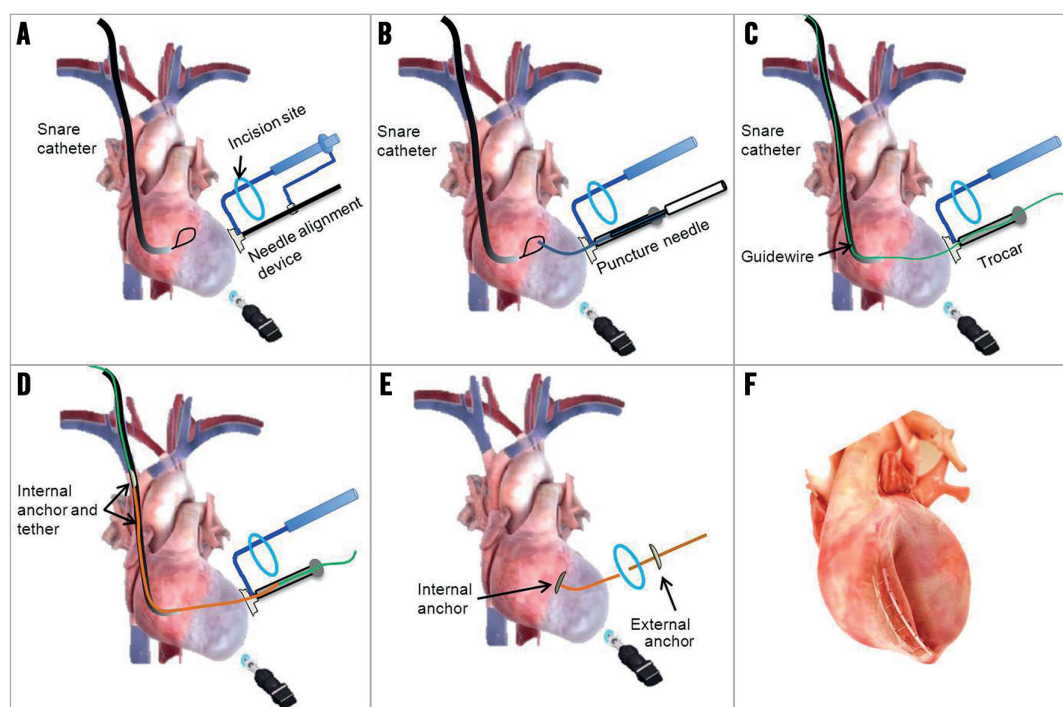 A
Snare
catheter
Incision site
Needle alignment
device
B
Snare
catheter
Puncture needle
C
Snare
catheter
Guidewire
Trocar
D
Internal
anchor and
tether
E
Internal
anchor
External
anchor
F